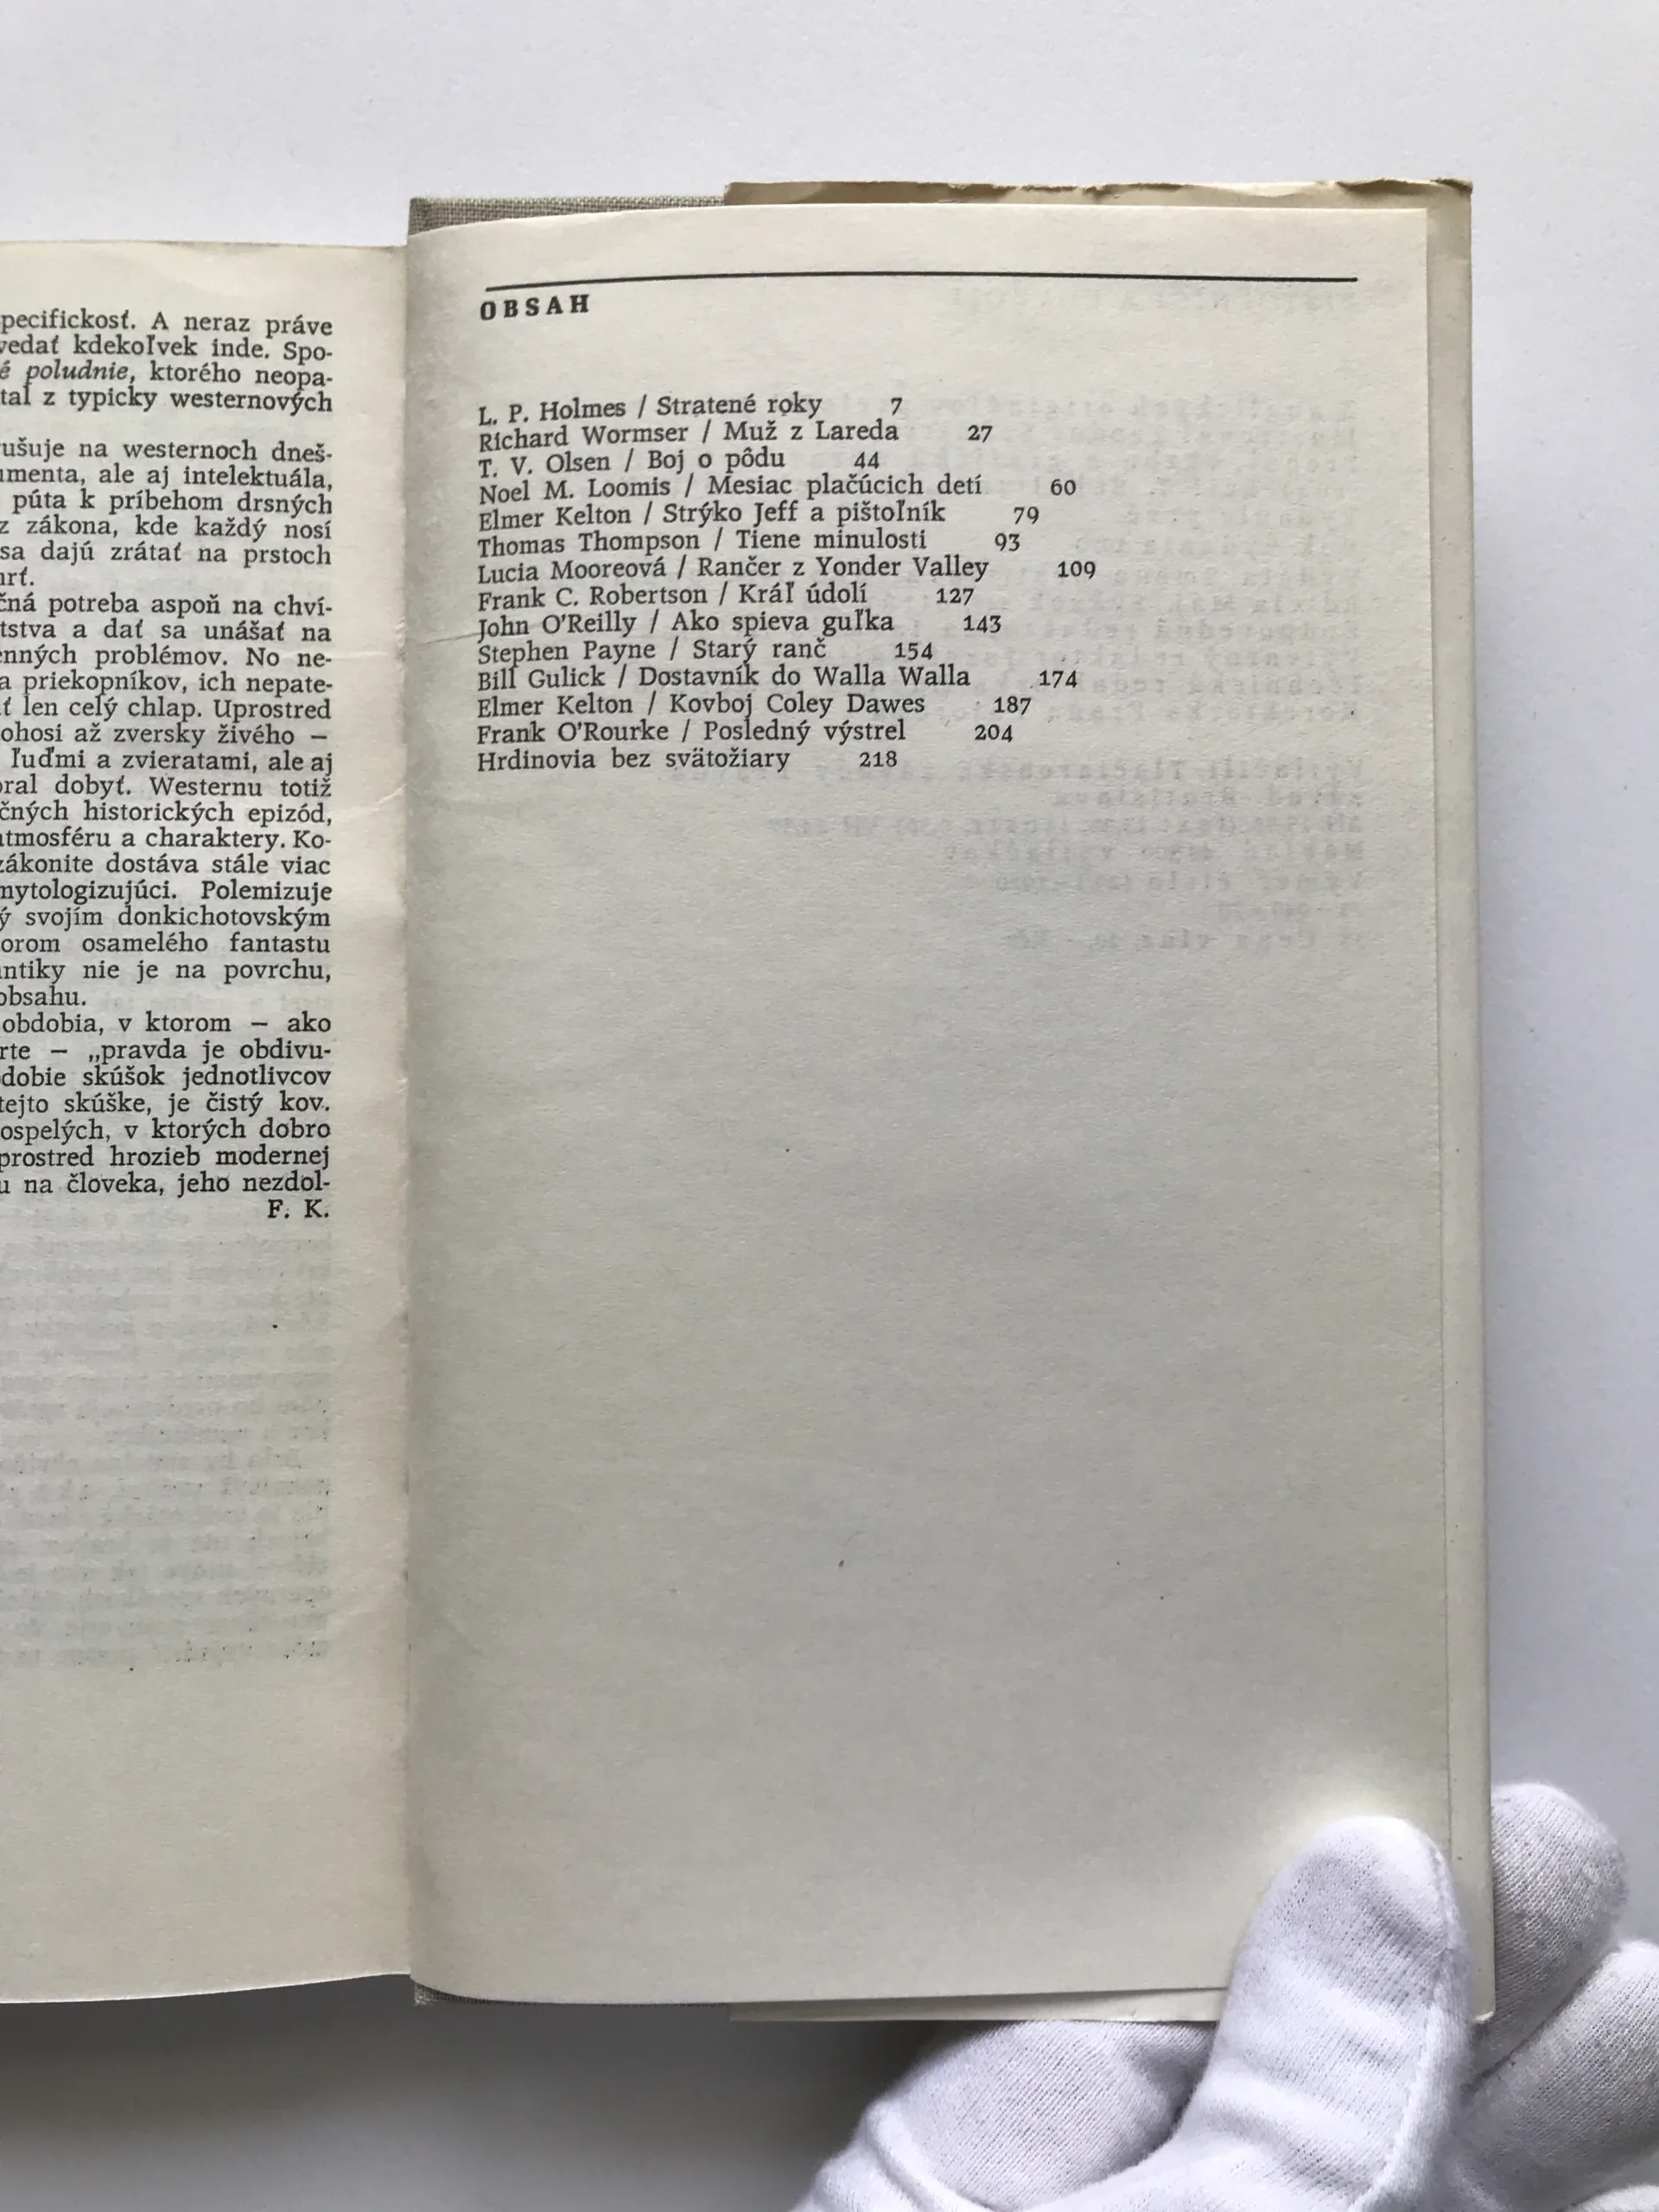 pecifickosť. A neraz práve
vedať kdekoľvek inde. Spo-
é poludnie, ktorého neopa-
tal z typicky westernových
ušuje na westernoch dneš-
umenta, ale aj intelektuála,
púta k príbehom drsných
z zákona, kde každý nosí
sa dajú zrátať na prstoch
rť.
čná potreba aspoň na chví-
tstva a dať sa unášať na
enných problémov. No ne-
a priekopníkov, ich nepate-
ť len celý chlap. Uprostred
ohosi až zversky živého –
ľuďmi a zvieratami, ale aj
oral dobyť. Westernu totiž
čných historických epizód,
atmosféru a charaktery. Ko-
zákonite dostáva stále viac
mytologizujúci. Polemizuje
ý svojím donkichotovským
orom osamelého fantastu
antiky nie je na povrchu,
obsahu.
obdobia, v ktorom – ako
rte – „pravda je obdivu-
dobie skúšok jednotlivcov
tejto skúške, je čistý kov.
ospelých, v ktorých dobro
prostred hrozieb modernej
u na človeka, jeho nezdol-
F. K.
OBSAH
L. P. Holmes / Stratené roky 7
Richard Wormser / Muž z Lareda 27
T. V. Olsen / Boj o pôdu 44
Noel M. Loomis / Mesiac plačúcich detí 60
Elmer Kelton / Strýko Jeff a pištoľník 79
Thomas Thompson / Tiene minulosti 93
Lucia Mooreová / Rančer z Yonder Valley 109
Frank C. Robertson / Kráľ údolí 127
John O'Reilly / Ako spieva guľka 143
Stephen Payne / Starý ranč 154
Bill Gulick / Dostavník do Walla Walla 174
Elmer Kelton / Kovboj Coley Dawes 187
Frank O'Rourke / Posledný výstrel 204
Hrdinovia bez svätožiary 218